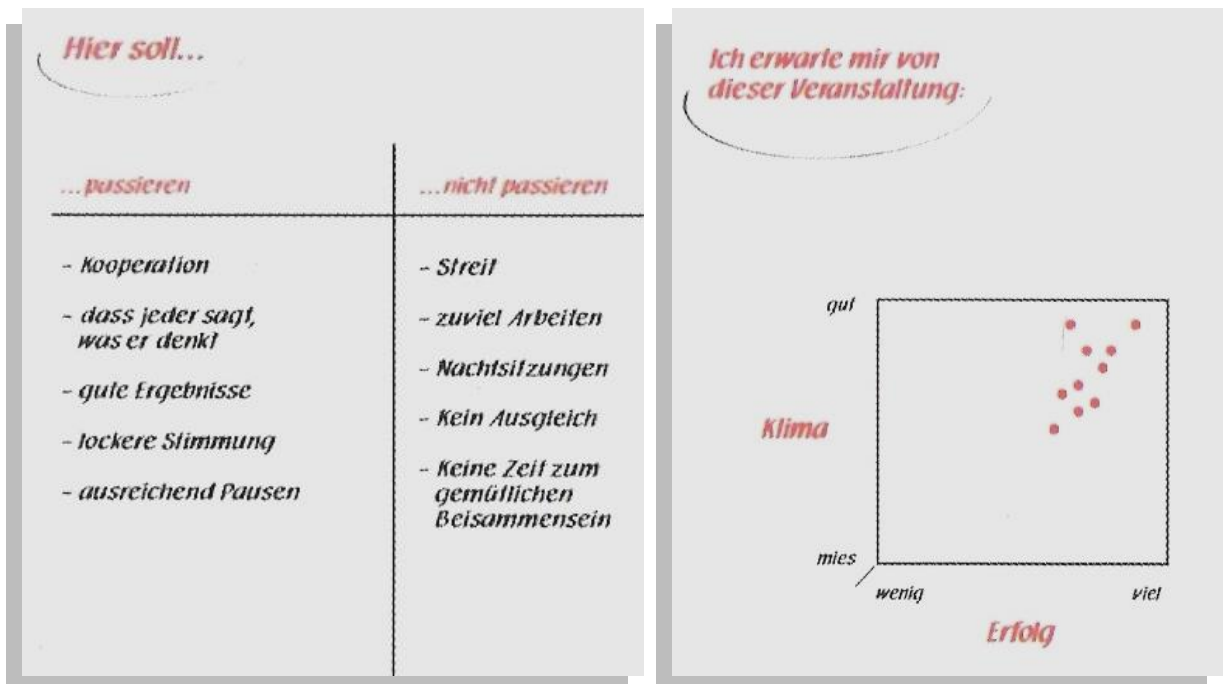 Hier soll...
...passieren
...nicht passieren
- Kooperation
- dass jeder sagt,
was er denkt
- gute Ergebnisse
- lockere Stimmung
- ausreichend Pausen
- Streit
- zuviel Arbeiten
- Nachtsitzungen
- Kein Ausgleich
- Keine Zeit zum
gemütlichen
Beisammensein
Ich erwarte mir von
dieser Veranstaltung:
gut
Klima
mies
wenig
viel
Erfolg